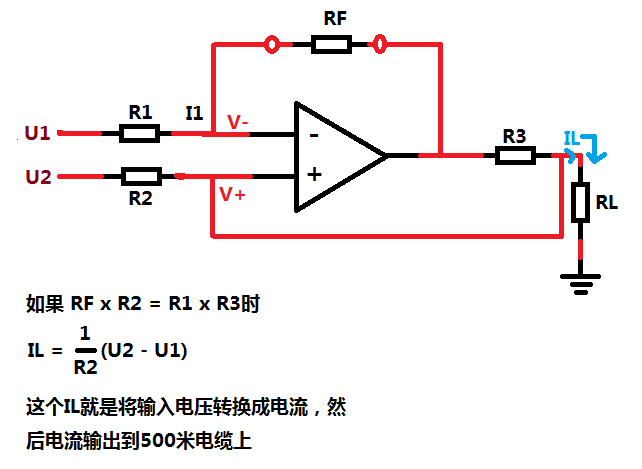 RF
R1
I1
V-
U1
-
R3
IL
U2
+
R2
V+
RL
如果 RF x R2 = R1 x R3时
IL = 1/R2 (U2 - U1)
这个IL就是将输入电压转换成电流，然
后电流输出到500米电缆上